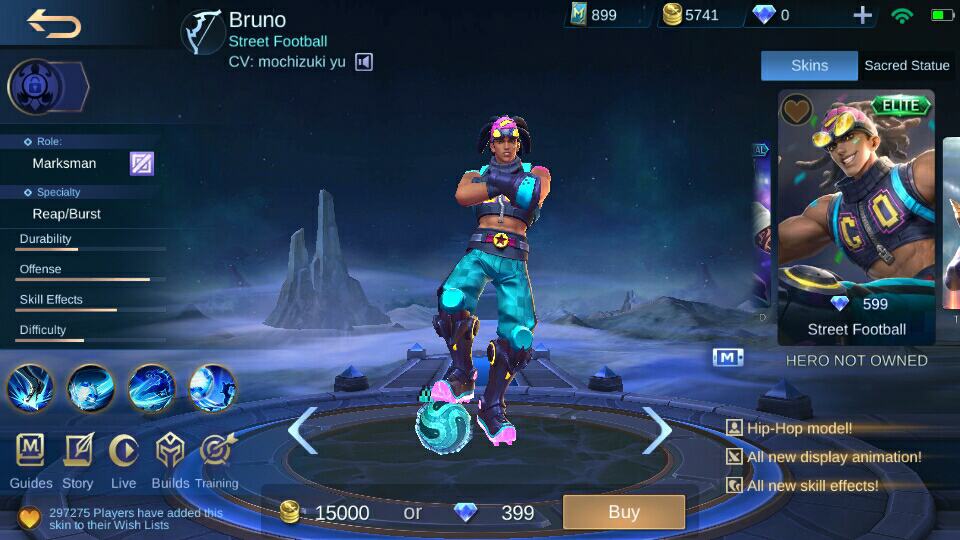 Bruno
Street Football
CV: mochizuki yu
899
5741
0
Skins
Sacred Statue
Role:
Marksman
Specialty
Reap/Burst
Durability
Offense
Skill Effects
Difficulty
ELITE
GO
599
Street Football
M
HERO NOT OWNED
Hip-Hop model!
All new display animation!
All new skill effects!
Guides
Story
Live
Builds
Training
297275 Players have added this
skin to their Wish Lists
15000 or 399
Buy